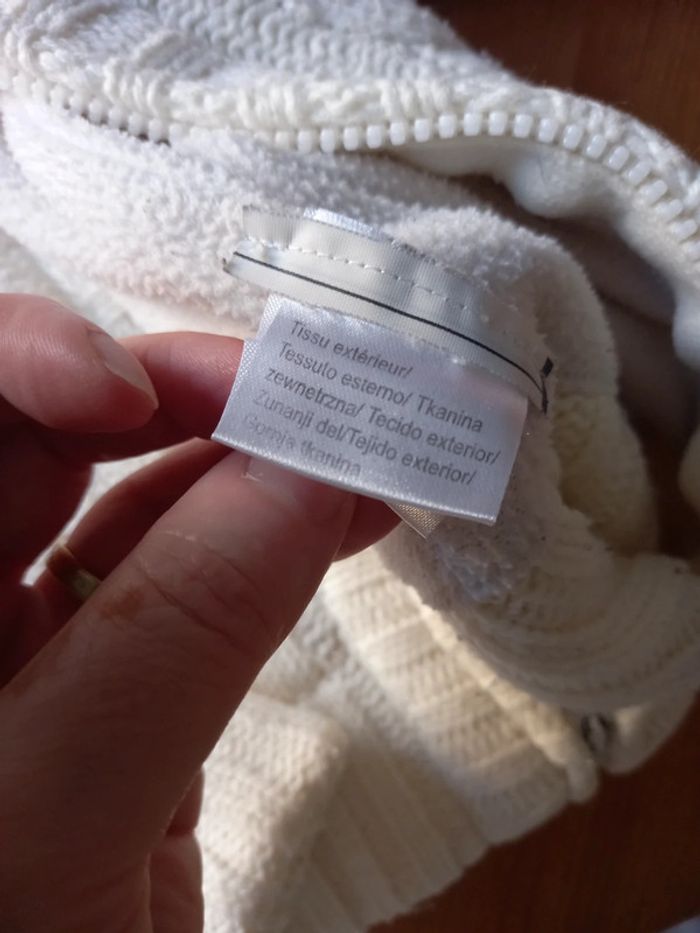 Tissu extérieur/
Tessuto esterno/ Tkanina
zewnetrzna/ Tecido exterior/
Zunanji del/Tejido exterior/
Gornja tkanina